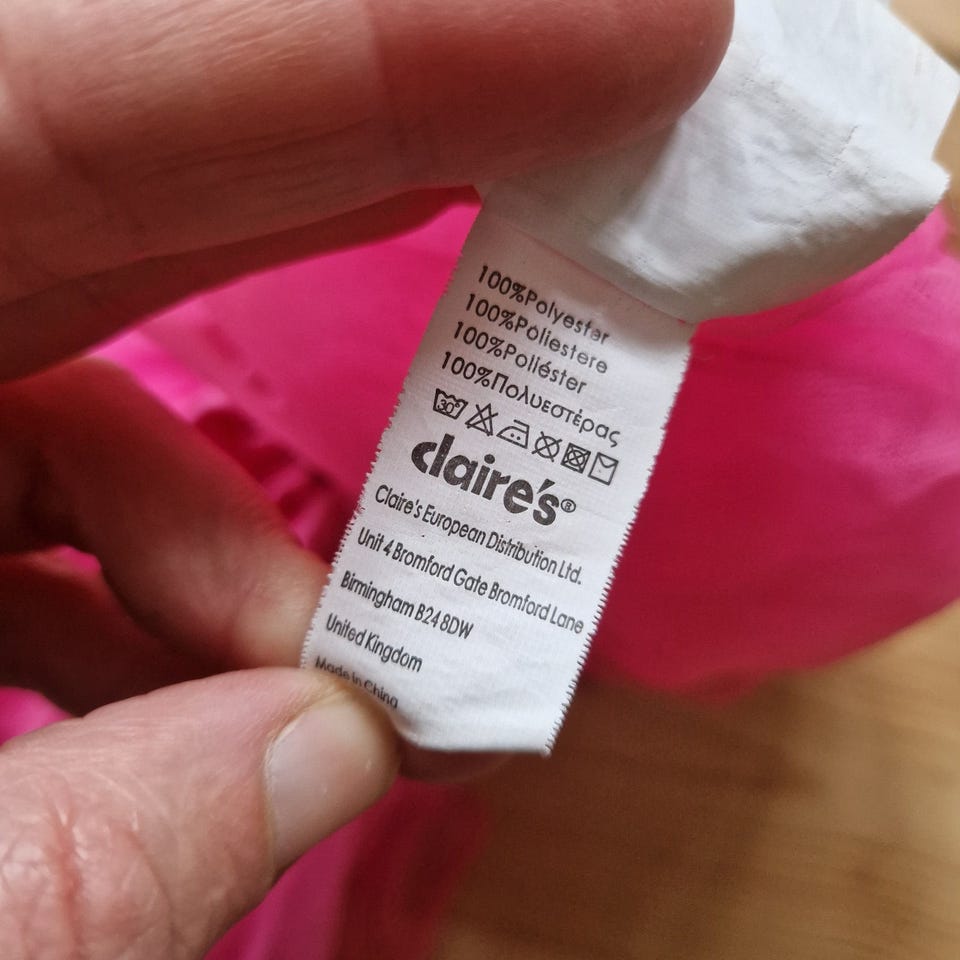 100%Polyester
100%Poliestere
100%Poliéster
100%Πολυεστέρας
30°
claire's®
Claire's European Distribution Ltd.
Unit 4 Bromford Gate Bromford Lane
Birmingham B24 8DW
United Kingdom
Made in China